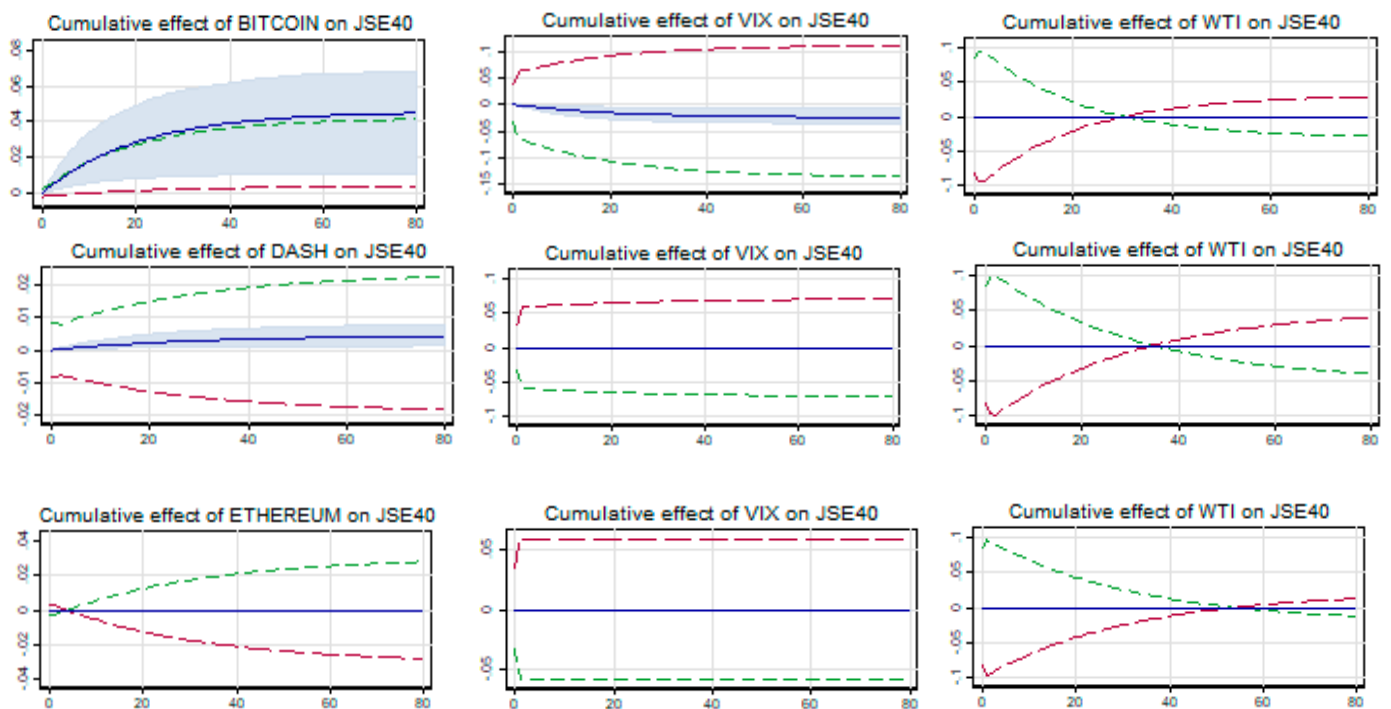 Cumulative effect of BITCOIN on JSE40
.08
.06
.04
.02
0
0 20 40 60 80
Cumulative effect of VIX on JSE40
.1
.05
0
-.05
-.1
-.15
0 20 40 60 80
Cumulative effect of WTI on JSE40
.1
.05
0
-.05
-.1
0 20 40 60 80
Cumulative effect of DASH on JSE40
.02
.01
0
-.01
-.02
0 20 40 60 80
Cumulative effect of VIX on JSE40
.1
.05
0
-.05
-.1
0 20 40 60 80
Cumulative effect of WTI on JSE40
.1
.05
0
-.05
-.1
0 20 40 60 80
Cumulative effect of ETHEREUM on JSE40
.04
.02
0
-.02
-.04
0 20 40 60 80
Cumulative effect of VIX on JSE40
.05
0
-.05
0 20 40 60 80
Cumulative effect of WTI on JSE40
.1
.05
0
-.05
-.1
0 20 40 60 80